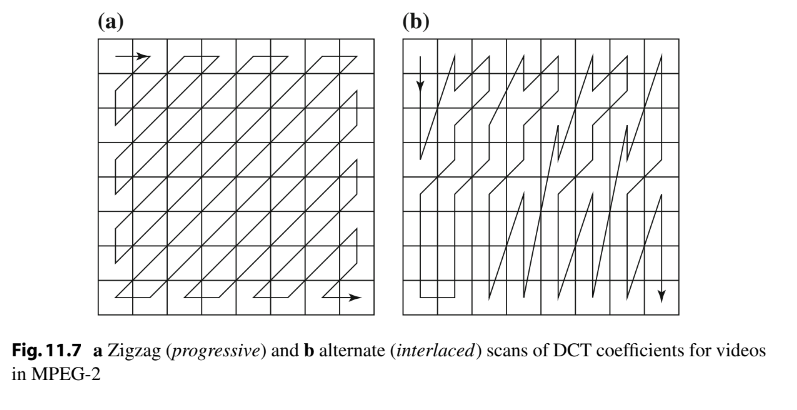 (a)
(b)
Fig. 11.7 a Zigzag (progressive) and b alternate (interlaced) scans of DCT coefficients for videos
in MPEG-2